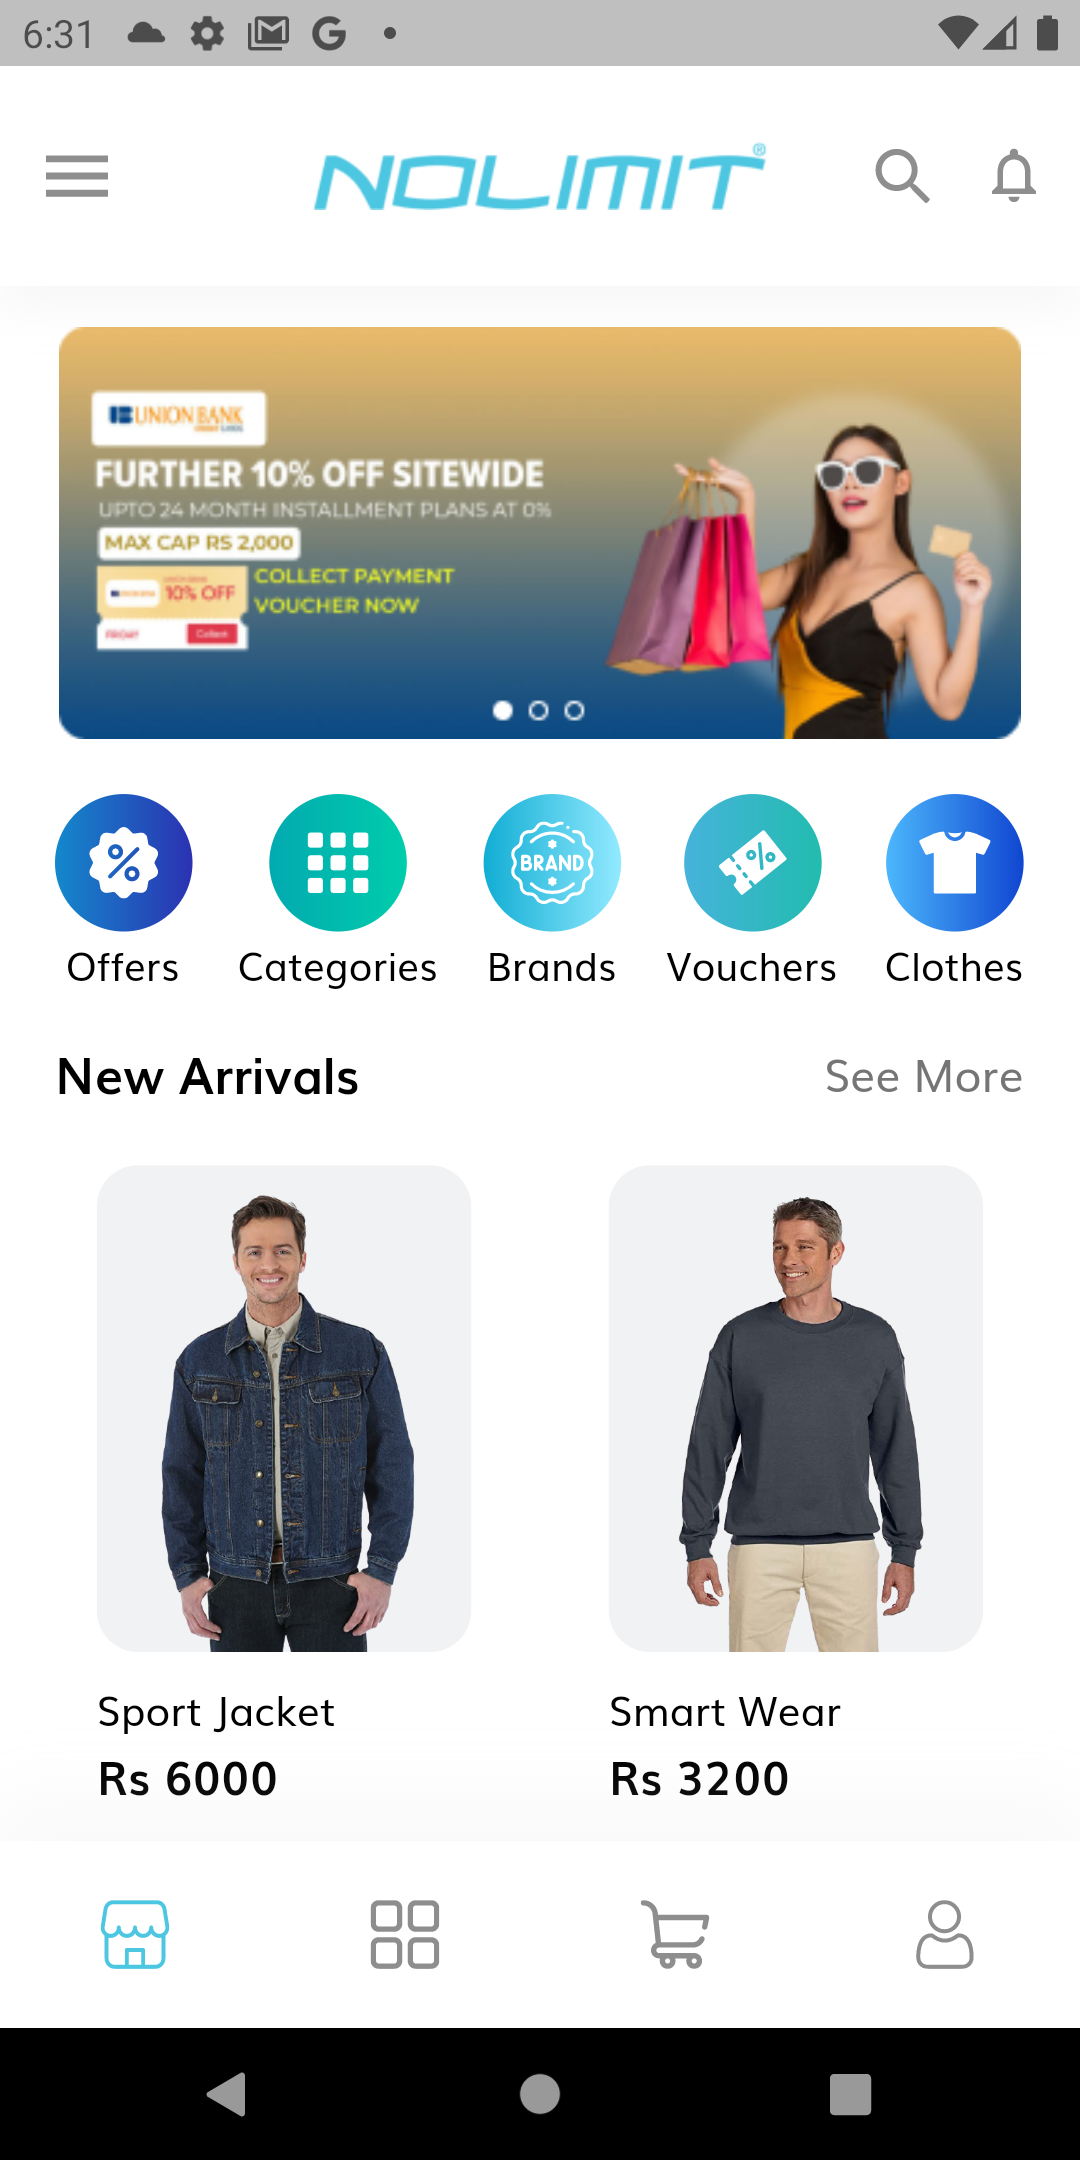 6:31
NOLIMIT®
UNION BANK
FURTHER 10% OFF SITEWIDE
UPTO 24 MONTH INSTALLMENT PLANS AT 0%
MAX CAP RS 2,000
10% OFF
COLLECT PAYMENT
VOUCHER NOW
FRIDAY
Collect
BRAND
Offers
Categories
Brands
Vouchers
Clothes
New Arrivals
See More
Sport Jacket
Smart Wear
Rs 6000
Rs 3200